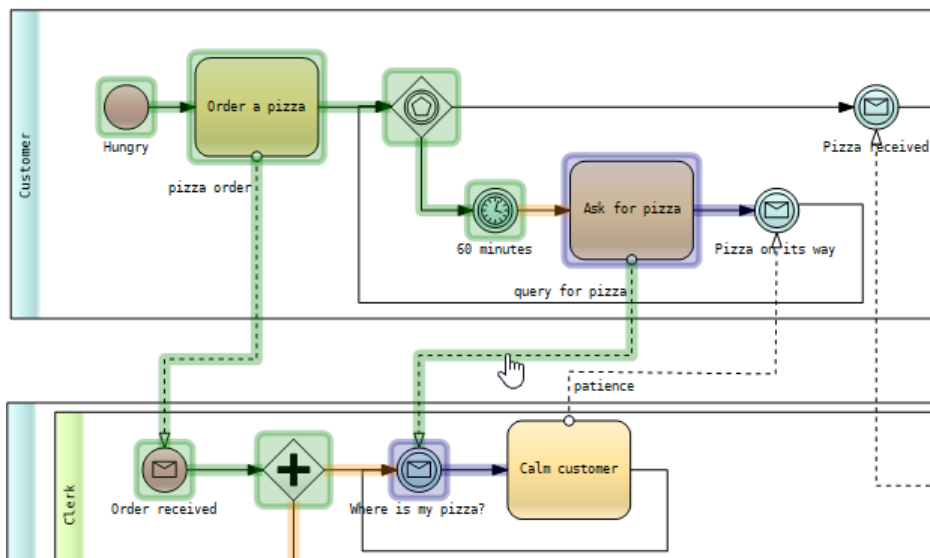 Customer
Hungry
Order a pizza
pizza order
60 minutes
Ask for pizza
query for pizza
Pizza on its way
Pizza received
patience
Clerk
Order received
Where is my pizza?
Calm customer